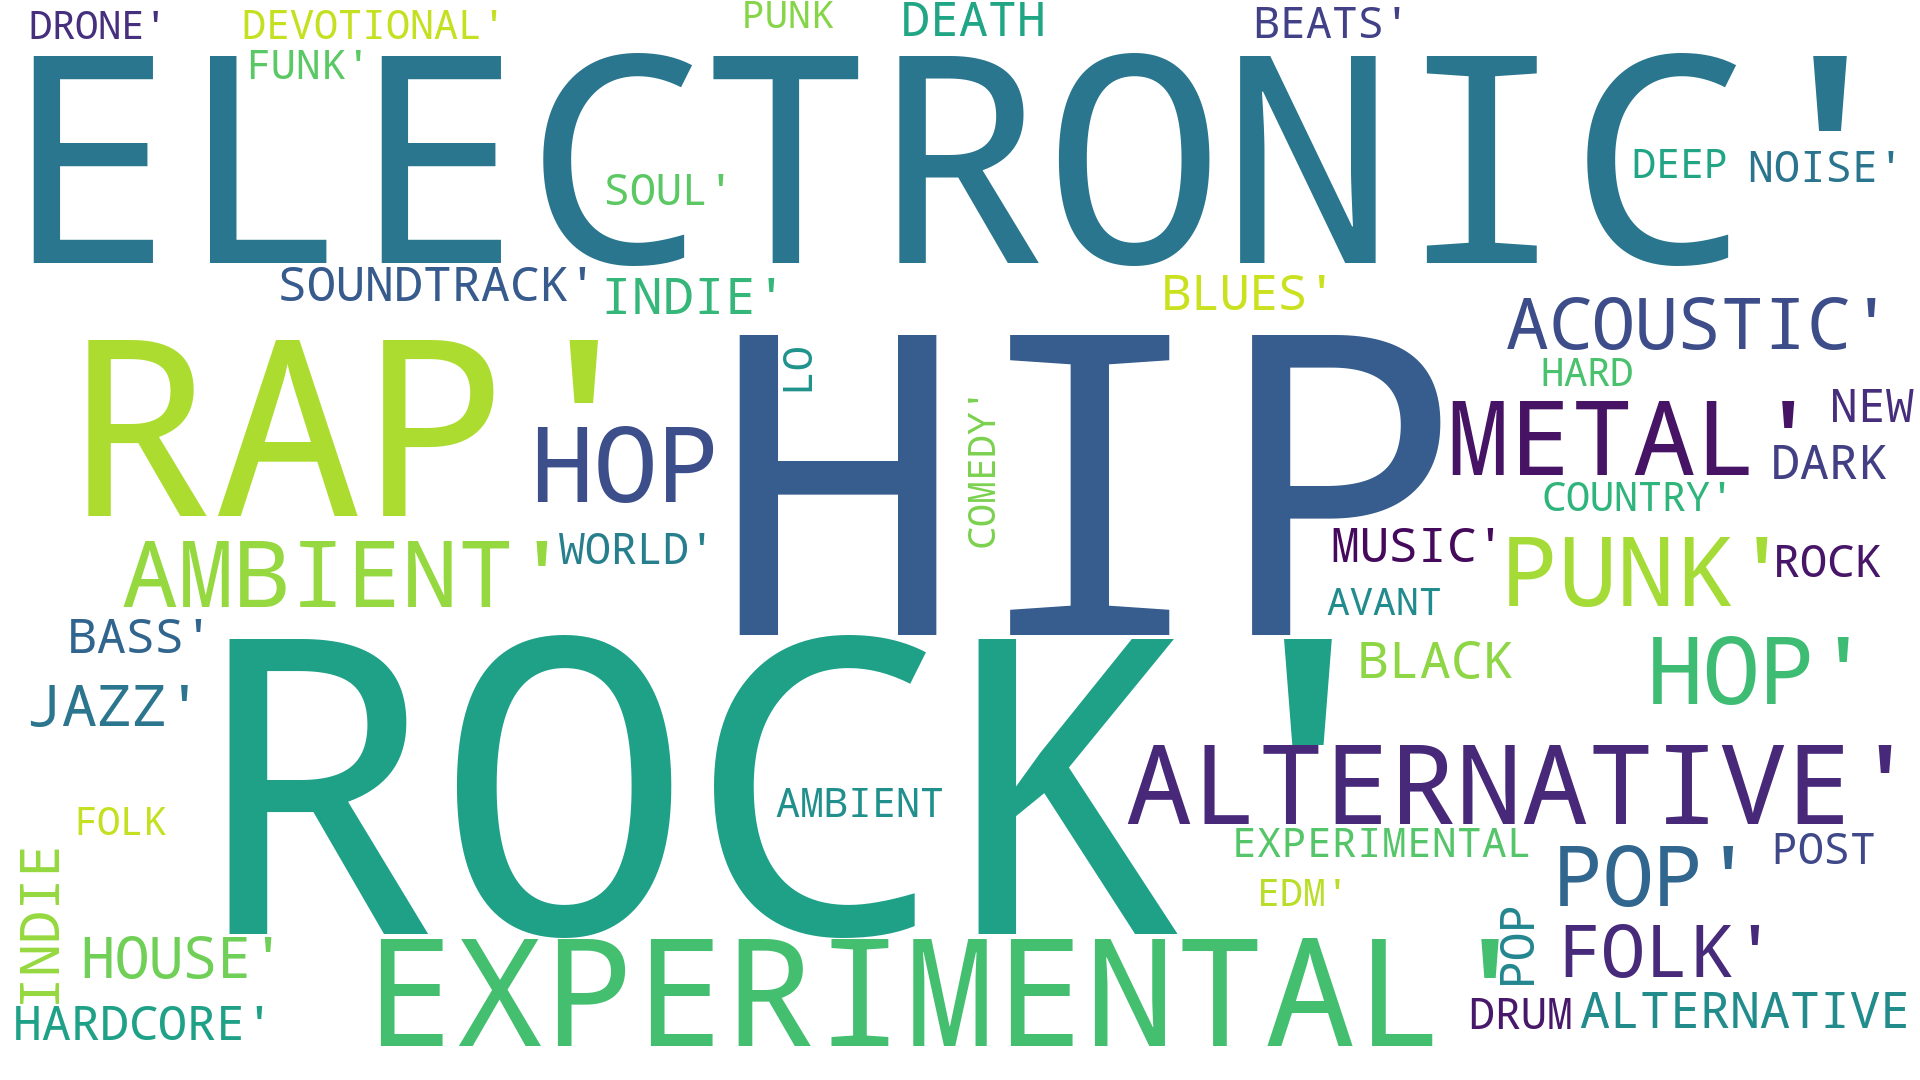 DRONE'
DEVOTIONAL'
PUNK
DEATH
BEATS'
FUNK'
ELECTRONIC'
SOUL'
DEEP
NOISE'
SOUNDTRACK'
INDIE'
BLUES'
ACOUSTIC'
RAP'
HIP
LO
HARD
HOP
COMEDY'
METAL'
NEW
DARK
COUNTRY'
AMBIENT'
WORLD'
MUSIC'
PUNK'
ROCK
AVANT
BASS'
BLACK
HOP'
JAZZ'
ROCK'
ALTERNATIVE'
AMBIENT
FOLK
EXPERIMENTAL
POP'
POST
EDM'
INDIE
HOUSE'
EXPERIMENTAL'
POP
FOLK'
HARDCORE'
DRUM
ALTERNATIVE